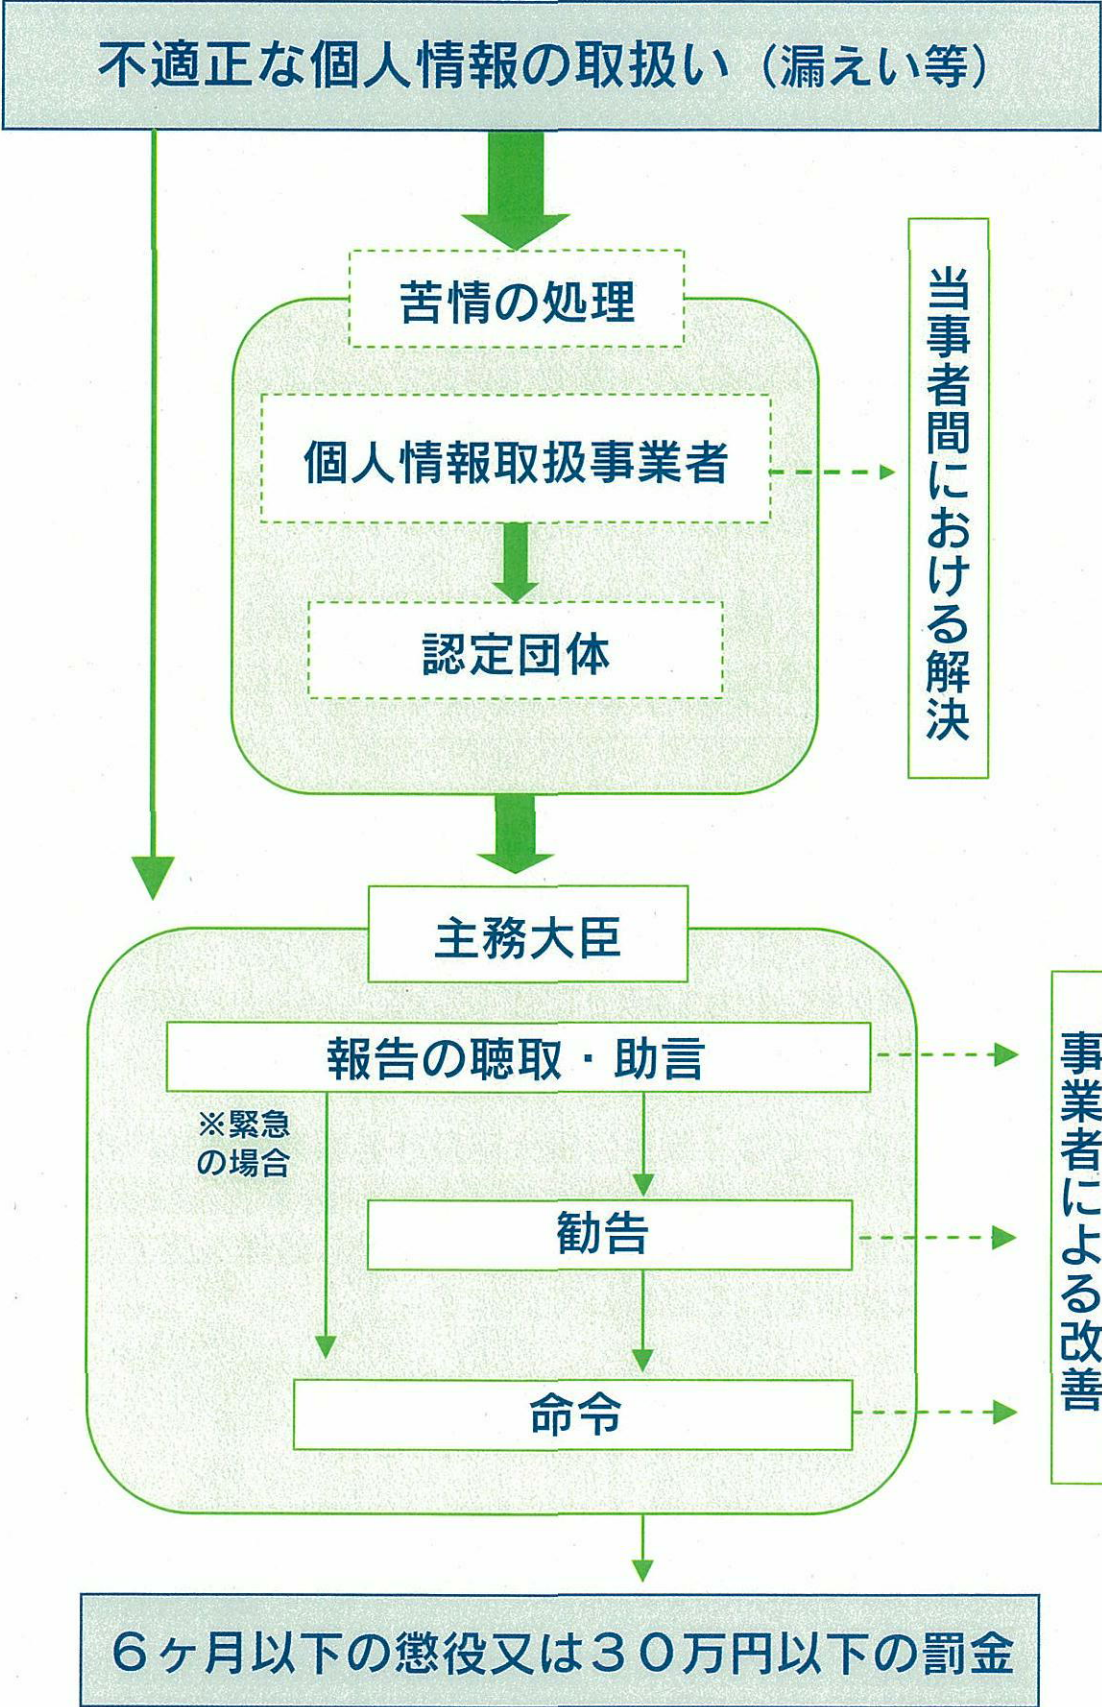 不適正な個人情報の取扱い（漏えい等）
苦情の処理
個人情報取扱事業者
認定団体
当事者間における解決
主務大臣
報告の聴取・助言
※緊急
の場合
勧告
命令
事業者による改善
６ヶ月以下の懲役又は３０万円以下の罰金